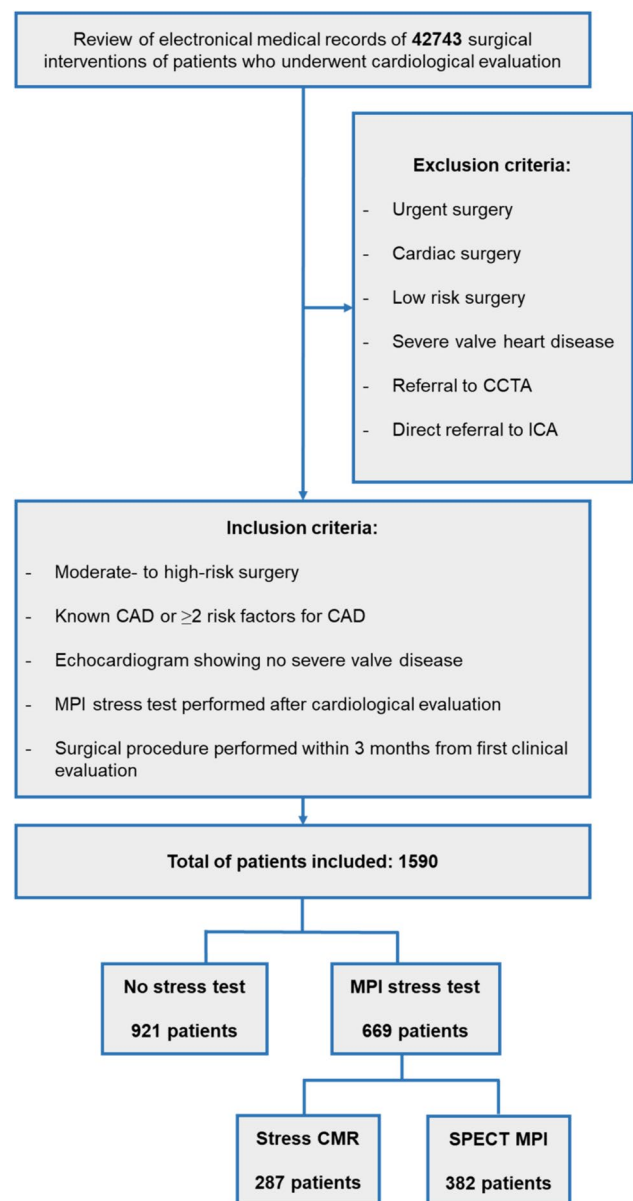 Review of electronical medical records of 42743 surgical
interventions of patients who underwent cardiological evaluation
Exclusion criteria:
- Urgent surgery
- Cardiac surgery
- Low risk surgery
- Severe valve heart disease
- Referral to CCTA
- Direct referral to ICA
Inclusion criteria:
- Moderate- to high-risk surgery
- Known CAD or ≥2 risk factors for CAD
- Echocardiogram showing no severe valve disease
- MPI stress test performed after cardiological evaluation
- Surgical procedure performed within 3 months from first clinical
evaluation
Total of patients included: 1590
No stress test
921 patients
MPI stress test
669 patients
Stress CMR
287 patients
SPECT MPI
382 patients